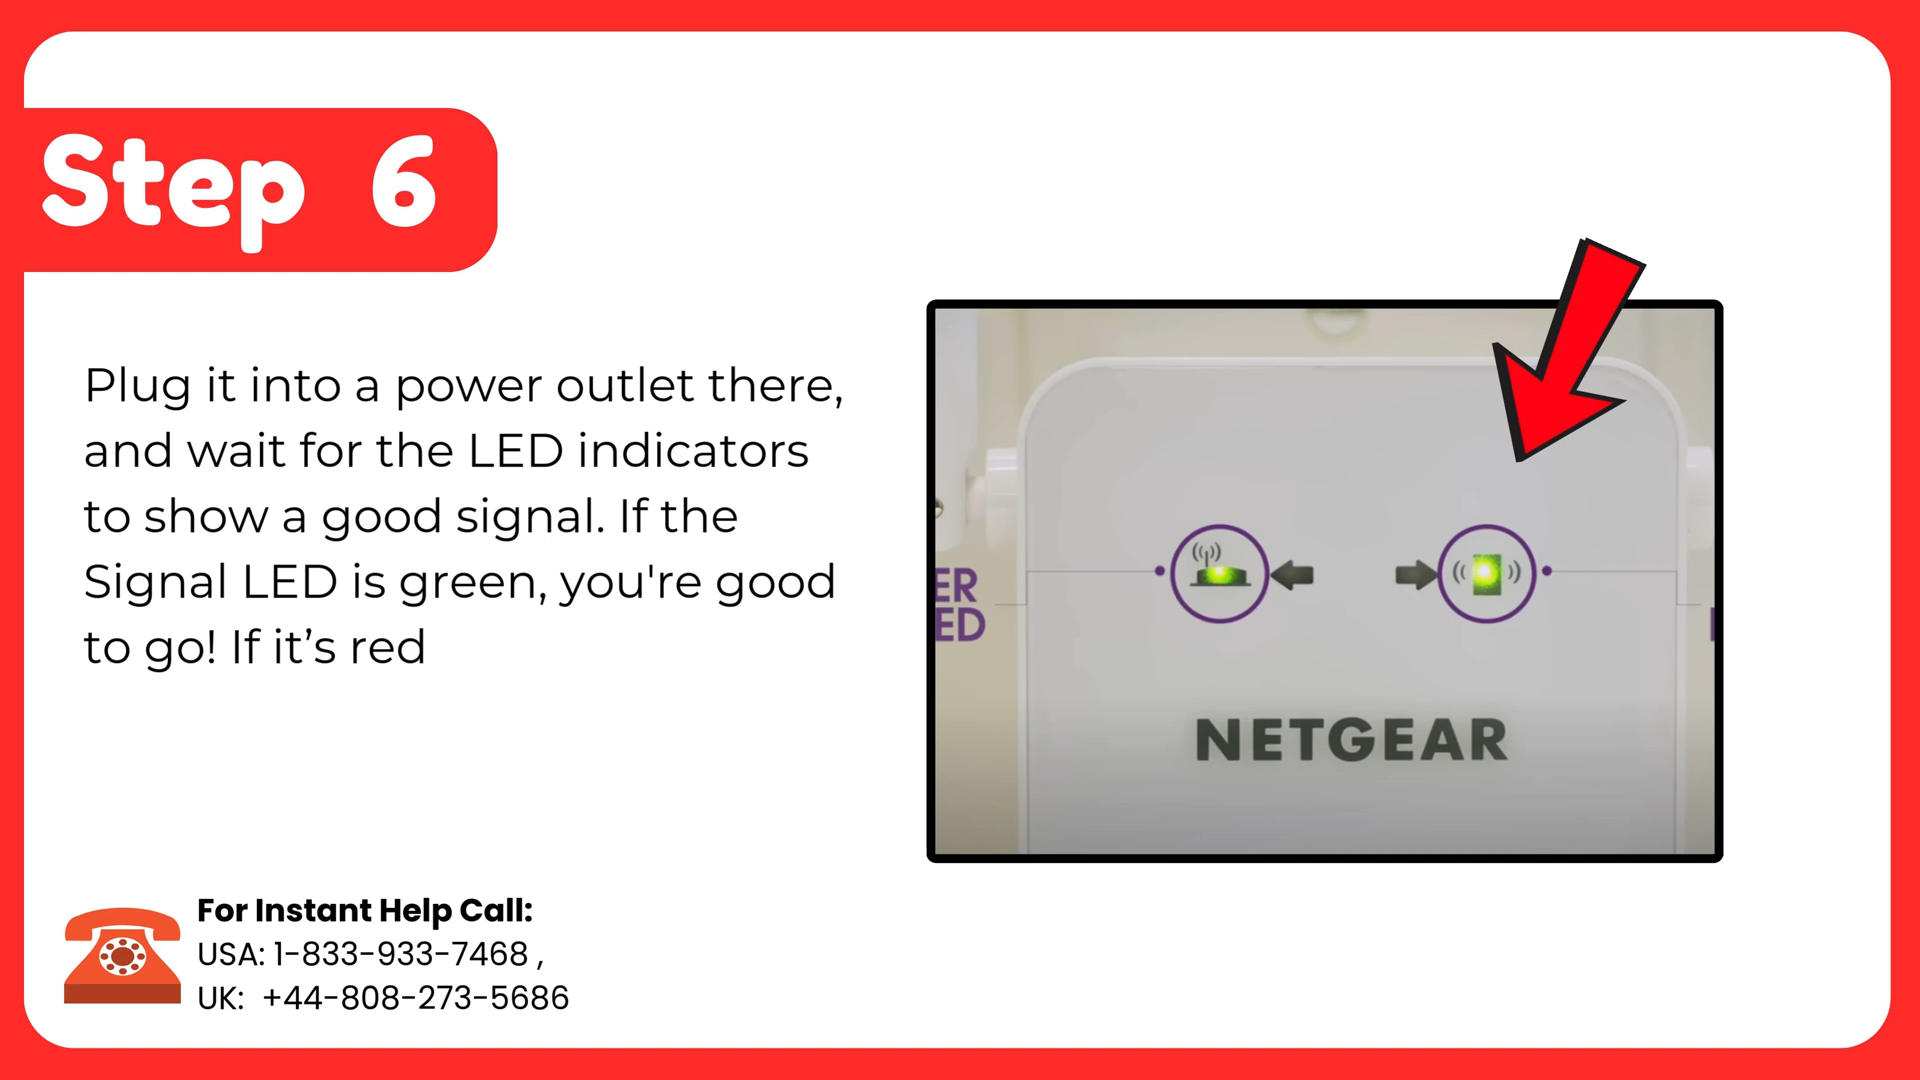 Step 6
Plug it into a power outlet there,
and wait for the LED indicators
to show a good signal. If the
Signal LED is green, you're good
to go! If it’s red
ER
ED
NETGEAR
For Instant Help Call:
USA: 1-833-933-7468 ,
UK: +44-808-273-5686